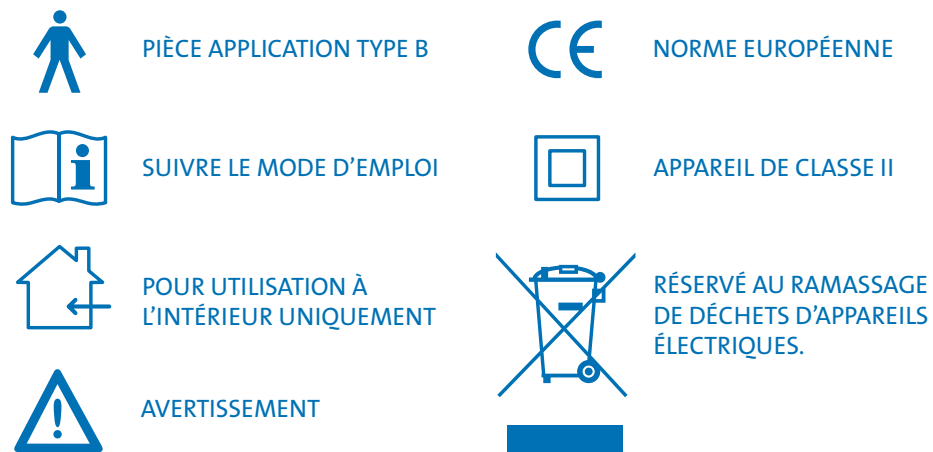 PIÈCE APPLICATION TYPE B
SUIVRE LE MODE D’EMPLOI
POUR UTILISATION À
L’INTÉRIEUR UNIQUEMENT
AVERTISSEMENT
CE
NORME EUROPÉENNE
APPAREIL DE CLASSE II
RÉSERVÉ AU RAMASSAGE
DE DÉCHETS D’APPAREILS
ÉLECTRIQUES.